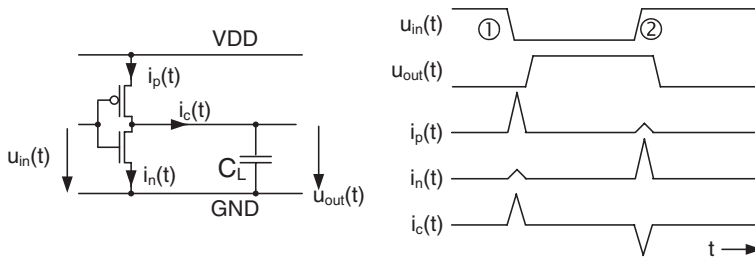 VDD
i_p(t)
i_c(t)
u_in(t)
i_n(t)
C_L
GND
u_out(t)
u_in(t)
①
②
u_out(t)
i_p(t)
i_n(t)
i_c(t)
t